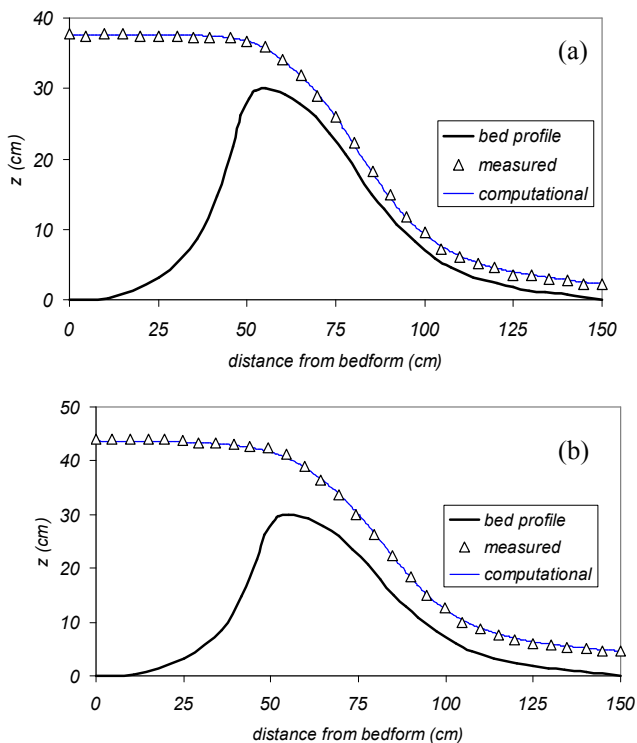 40
(a)
30
bed profile
measured
computational
z (cm)
20
10
0
0 25 50 75 100 125 150
distance from bedform (cm)
50
(b)
40
bed profile
measured
computational
30
z (cm)
20
10
0
0 25 50 75 100 125 150
distance from bedform (cm)